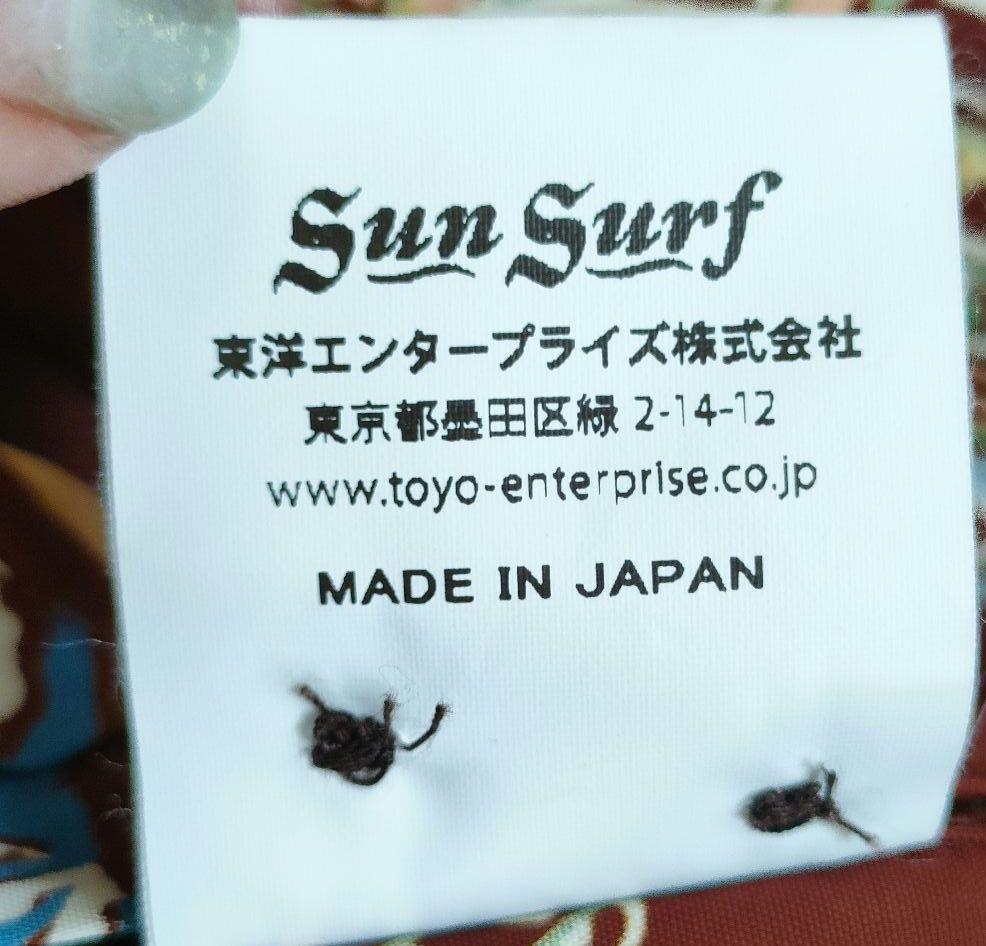 Sun Surf
東洋エンタープライズ株式会社
東京都墨田区緑 2-14-12
www.toyo-enterprise.co.jp
MADE IN JAPAN